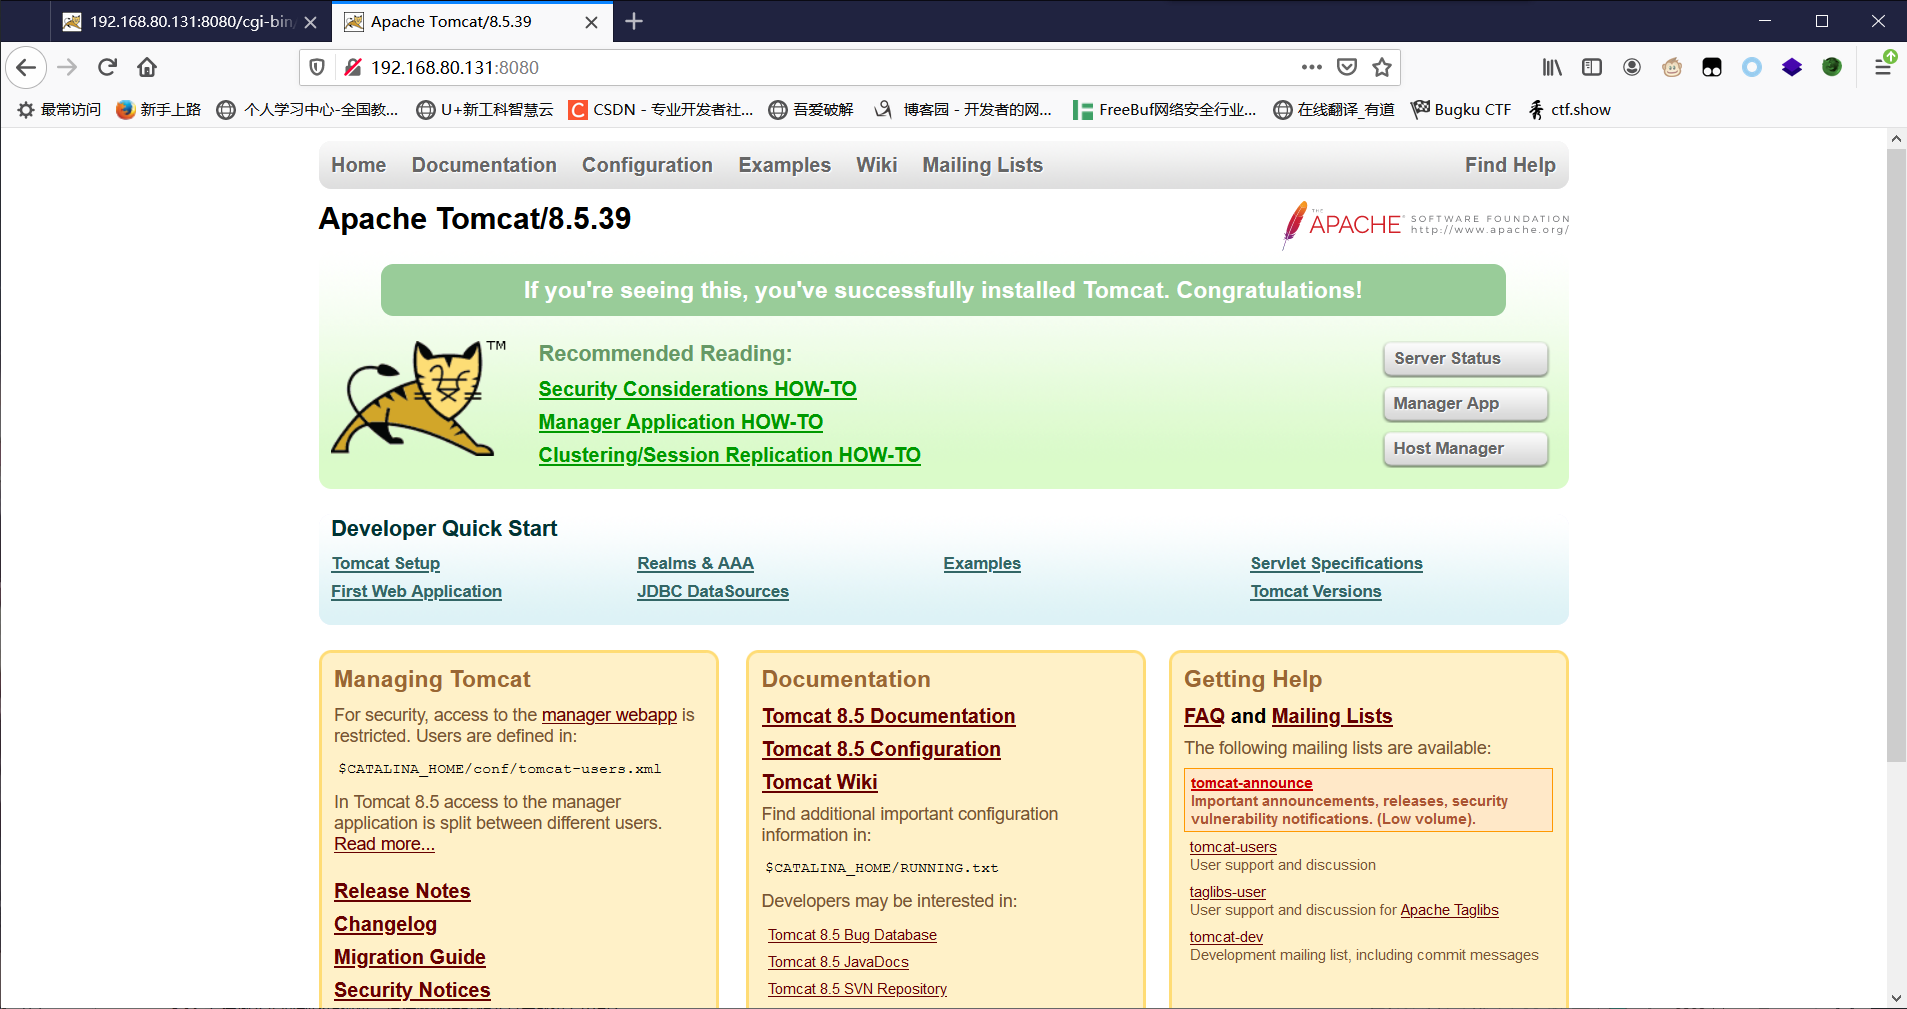 192.168.80.131:8080/cgi-bin/
Apache Tomcat/8.5.39
192.168.80.131:8080
最常访问 新手上路 个人学习中心-全国教... U+新工科智慧云 CSDN - 专业开发者社... 吾爱破解 博客园 - 开发者的网... FreeBuf网络安全行业... 在线翻译_有道 Bugku CTF ctf.show
Home Documentation Configuration Examples Wiki Mailing Lists Find Help
Apache Tomcat/8.5.39
THE APACHE® SOFTWARE FOUNDATION
http://www.apache.org/
If you're seeing this, you've successfully installed Tomcat. Congratulations!
TM
Recommended Reading:
Security Considerations HOW-TO
Manager Application HOW-TO
Clustering/Session Replication HOW-TO
Server Status
Manager App
Host Manager
Developer Quick Start
Tomcat Setup Realms & AAA Examples Servlet Specifications
First Web Application JDBC DataSources Tomcat Versions
Managing Tomcat
For security, access to the manager webapp is
restricted. Users are defined in:
$CATALINA_HOME/conf/tomcat-users.xml
In Tomcat 8.5 access to the manager
application is split between different users.
Read more...
Release Notes
Changelog
Migration Guide
Security Notices
Documentation
Tomcat 8.5 Documentation
Tomcat 8.5 Configuration
Tomcat Wiki
Find additional important configuration
information in:
$CATALINA_HOME/RUNNING.txt
Developers may be interested in:
Tomcat 8.5 Bug Database
Tomcat 8.5 JavaDocs
Tomcat 8.5 SVN Repository
Getting Help
FAQ and Mailing Lists
The following mailing lists are available:
tomcat-announce
Important announcements, releases, security
vulnerability notifications. (Low volume).
tomcat-users
User support and discussion
taglibs-user
User support and discussion for Apache Taglibs
tomcat-dev
Development mailing list, including commit messages